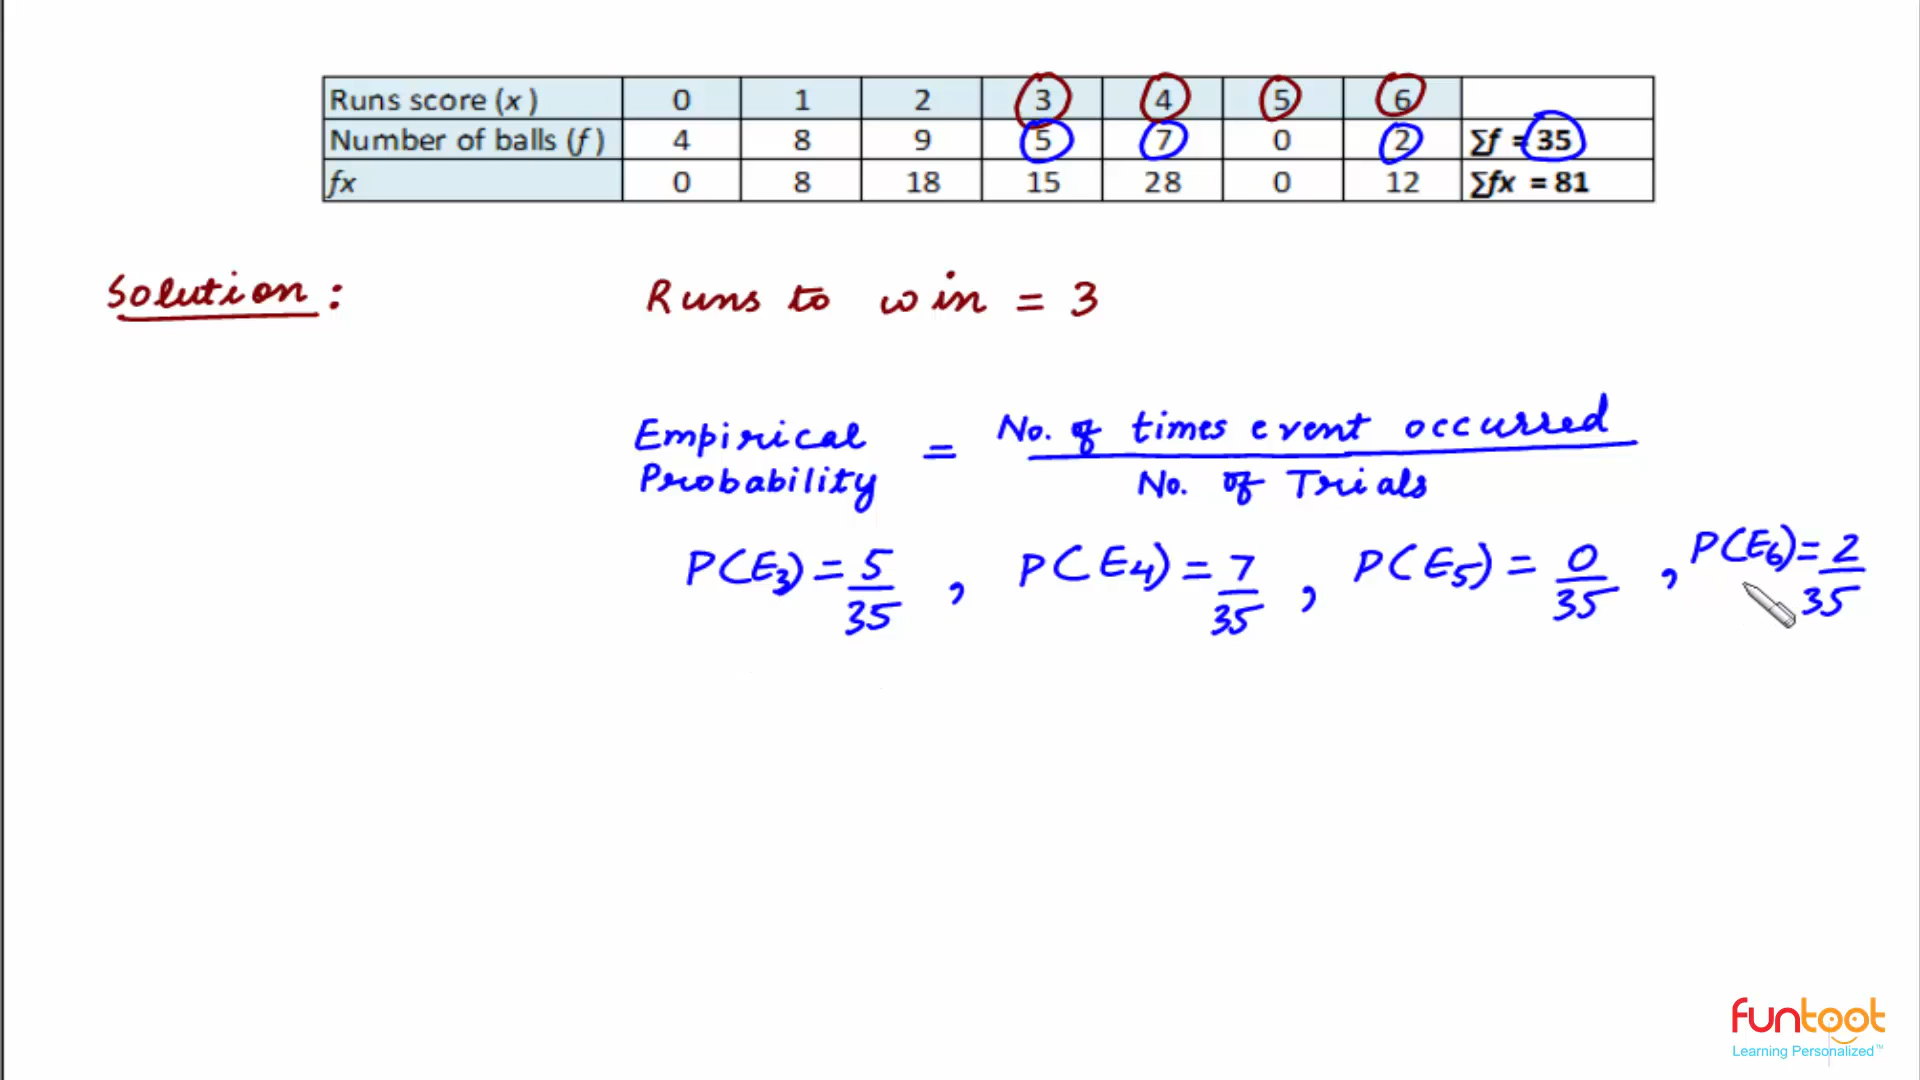 Runs score (x) 0 1 2 3 4 5 6
Number of balls (f) 4 8 9 5 7 0 2 ∑f = 35
fx 0 8 18 15 28 0 12 ∑fx = 81
Solution : Runs to win = 3
Empirical Probability = No. of times event occurred / No. of Trials
P(E3) = 5/35 , P(E4) = 7/35 , P(E5) = 0/35 , P(E6) = 2/35
funtoot
Learning Personalized™